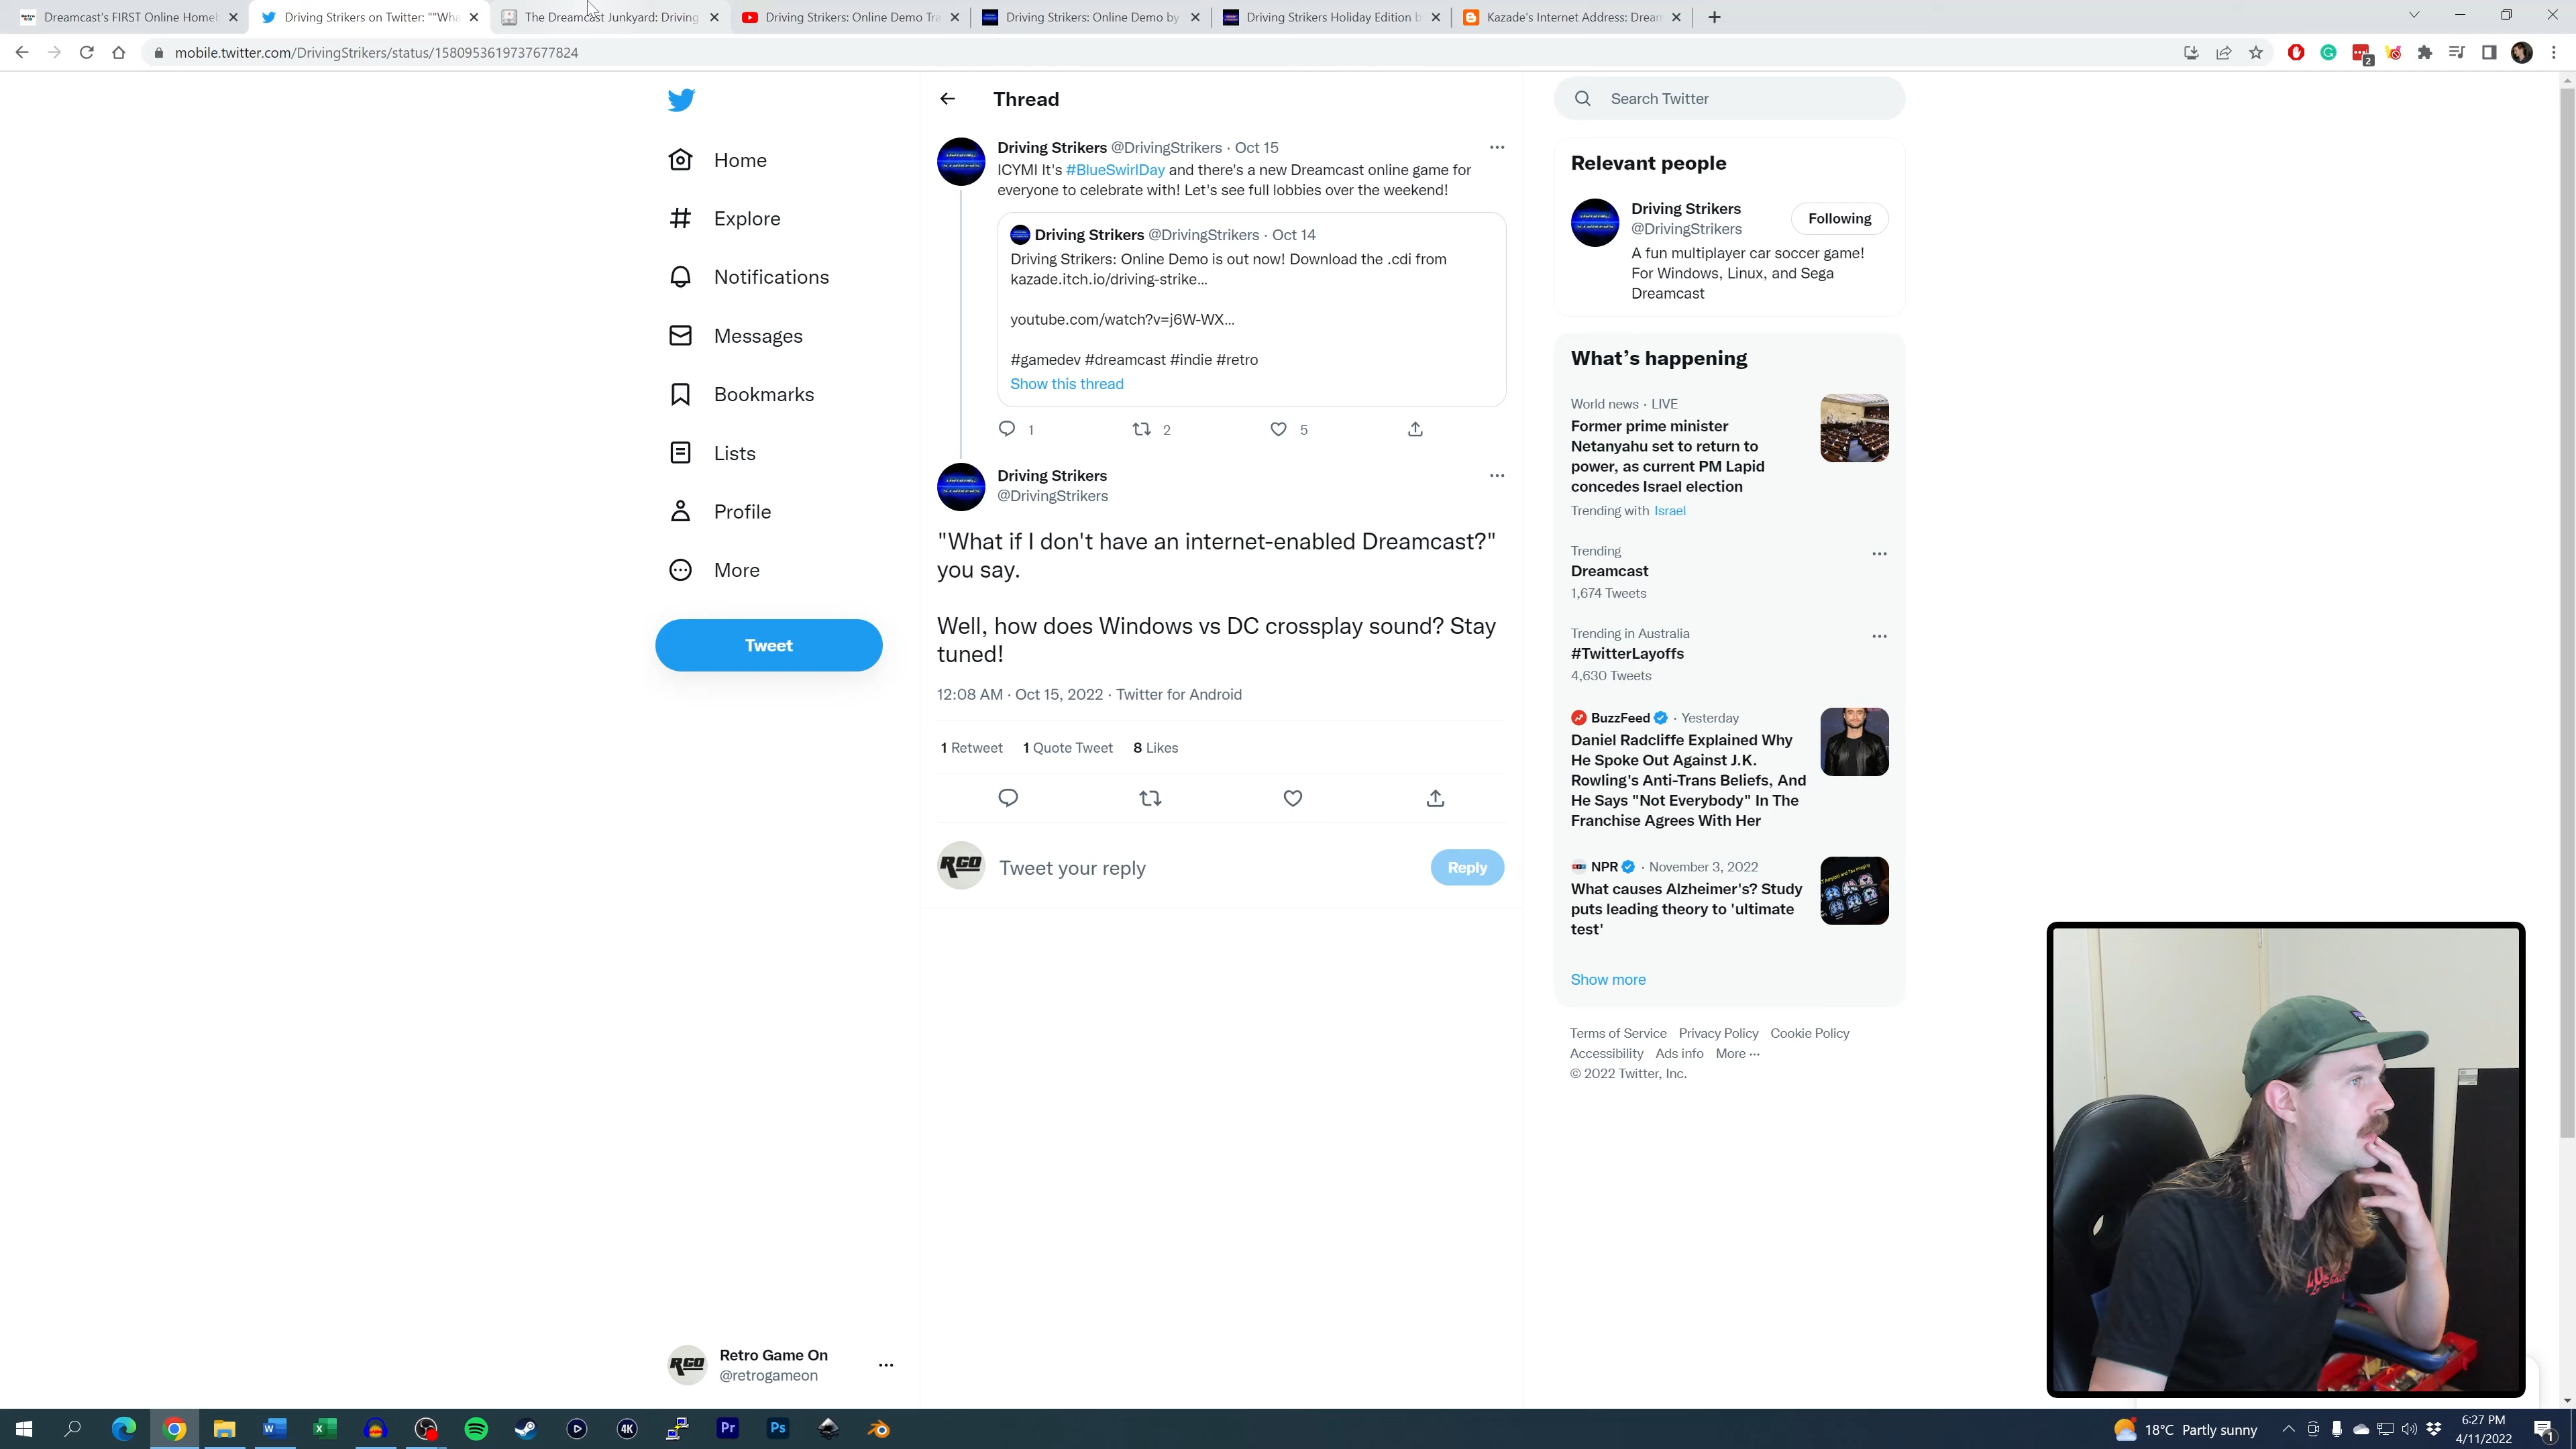 Dreamcast's FIRST Online Home
Driving Strikers on Twitter: ""Wha
The Dreamcast Junkyard: Driving
Driving Strikers: Online Demo Tra
Driving Strikers: Online Demo by
Driving Strikers Holiday Edition b
Kazade's Internet Address: Drean
mobile.twitter.com/DrivingStrikers/status/1580953619737677824
2
Home
Explore
Notifications
Messages
Bookmarks
Lists
Profile
More
Tweet
RGO
Retro Game On
@retrogameon
Thread
Driving Strikers @DrivingStrikers · Oct 15
ICYMI It's #BlueSwirlDay and there's a new Dreamcast online game for
everyone to celebrate with! Let's see full lobbies over the weekend!
Driving Strikers @DrivingStrikers · Oct 14
Driving Strikers: Online Demo is out now! Download the .cdi from
kazade.itch.io/driving-strike...
youtube.com/watch?v=j6W-WX...
#gamedev #dreamcast #indie #retro
Show this thread
1 2 5
Driving Strikers
@DrivingStrikers
"What if I don't have an internet-enabled Dreamcast?"
you say.
Well, how does Windows vs DC crossplay sound? Stay
tuned!
12:08 AM · Oct 15, 2022 · Twitter for Android
1 Retweet 1 Quote Tweet 8 Likes
RGO
Tweet your reply
Reply
Search Twitter
Relevant people
Driving Strikers
@DrivingStrikers
Following
A fun multiplayer car soccer game!
For Windows, Linux, and Sega
Dreamcast
What's happening
World news · LIVE
Former prime minister
Netanyahu set to return to
power, as current PM Lapid
concedes Israel election
Trending with Israel
Trending
Dreamcast
1,674 Tweets
Trending in Australia
#TwitterLayoffs
4,630 Tweets
BuzzFeed · Yesterday
Daniel Radcliffe Explained Why
He Spoke Out Against J.K.
Rowling's Anti-Trans Beliefs, And
He Says "Not Everybody" In The
Franchise Agrees With Her
NPR · November 3, 2022
What causes Alzheimer's? Study
puts leading theory to 'ultimate
test'
Show more
Terms of Service Privacy Policy Cookie Policy
Accessibility Ads info More ...
© 2022 Twitter, Inc.
4K
Pr
Ps
18°C Partly sunny
6:27 PM
4/11/2022
1